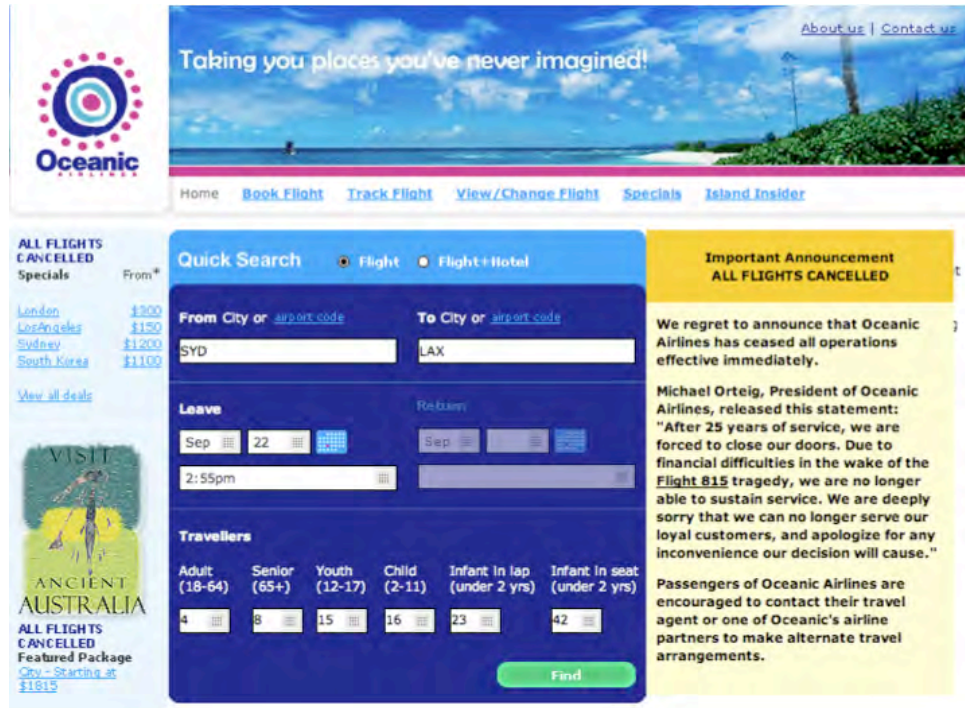 About us | Contact us
Taking you places you've never imagined!
Oceanic
AIRLINES
Home Book Flight Track Flight View/Change Flight Specials Island Insider
ALL FLIGHTS
CANCELLED
Specials From*
London $300
LosAngeles $150
Sydney $1200
South Korea $1100
View all deals
VISIT
ANCIENT
AUSTRALIA
ALL FLIGHTS
CANCELLED
Featured Package
City - Starting at
$1815
Quick Search Flight Flight+Hotel
From City or airport code To City or airport code
SYD LAX
Leave Return
Sep 22 Sep
2:55pm
Travellers
Adult Senior Youth Child Infant in lap Infant in seat
(18-64) (65+) (12-17) (2-11) (under 2 yrs) (under 2 yrs)
4 8 15 16 23 42
Find
Important Announcement
ALL FLIGHTS CANCELLED
We regret to announce that Oceanic
Airlines has ceased all operations
effective immediately.
Michael Orteig, President of Oceanic
Airlines, released this statement:
"After 25 years of service, we are
forced to close our doors. Due to
financial difficulties in the wake of the
Flight 815 tragedy, we are no longer
able to sustain service. We are deeply
sorry that we can no longer serve our
loyal customers, and apologize for any
inconvenience our decision will cause."
Passengers of Oceanic Airlines are
encouraged to contact their travel
agent or one of Oceanic's airline
partners to make alternate travel
arrangements.